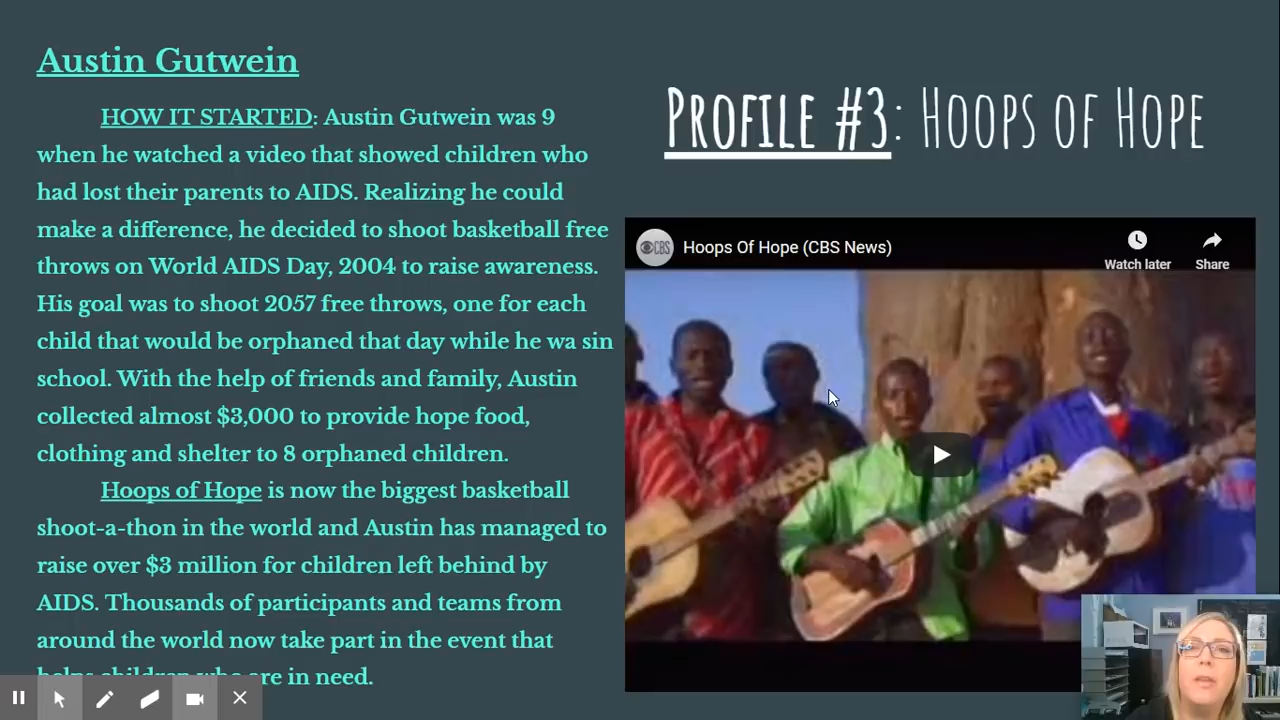 Austin Gutwein
HOW IT STARTED: Austin Gutwein was 9
when he watched a video that showed children who
had lost their parents to AIDS. Realizing he could
make a difference, he decided to shoot basketball free
throws on World AIDS Day, 2004 to raise awareness.
His goal was to shoot 2057 free throws, one for each
child that would be orphaned that day while he wa sin
school. With the help of friends and family, Austin
collected almost $3,000 to provide hope food,
clothing and shelter to 8 orphaned children.
Hoops of Hope is now the biggest basketball
shoot-a-thon in the world and Austin has managed to
raise over $3 million for children left behind by
AIDS. Thousands of participants and teams from
around the world now take part in the event that
helps children who are in need.
Profile #3: Hoops of Hope
CBS
Hoops Of Hope (CBS News)
Watch later
Share